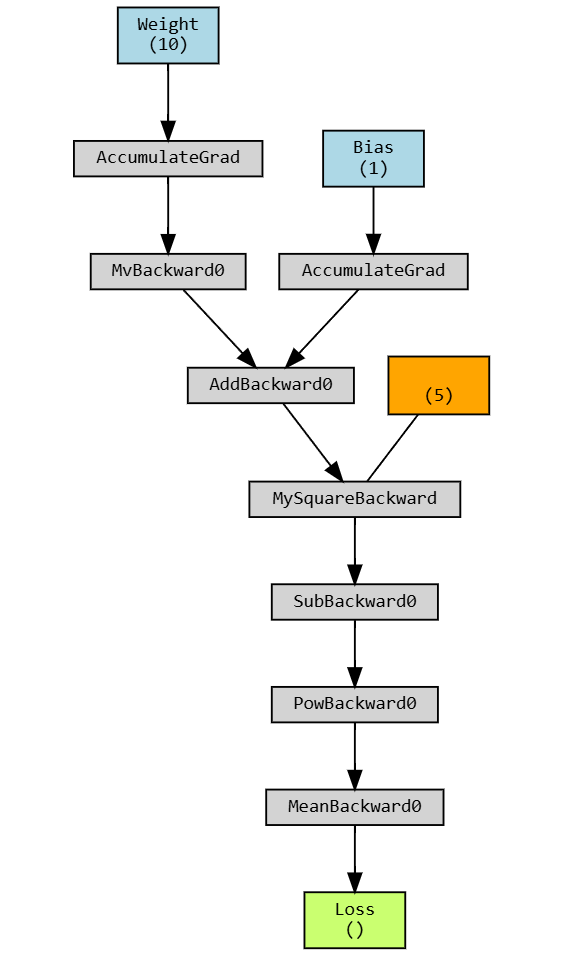 Weight
(10)
AccumulateGrad
Bias
(1)
MvBackward0
AccumulateGrad
AddBackward0
(5)
MySquareBackward
SubBackward0
PowBackward0
MeanBackward0
Loss
()